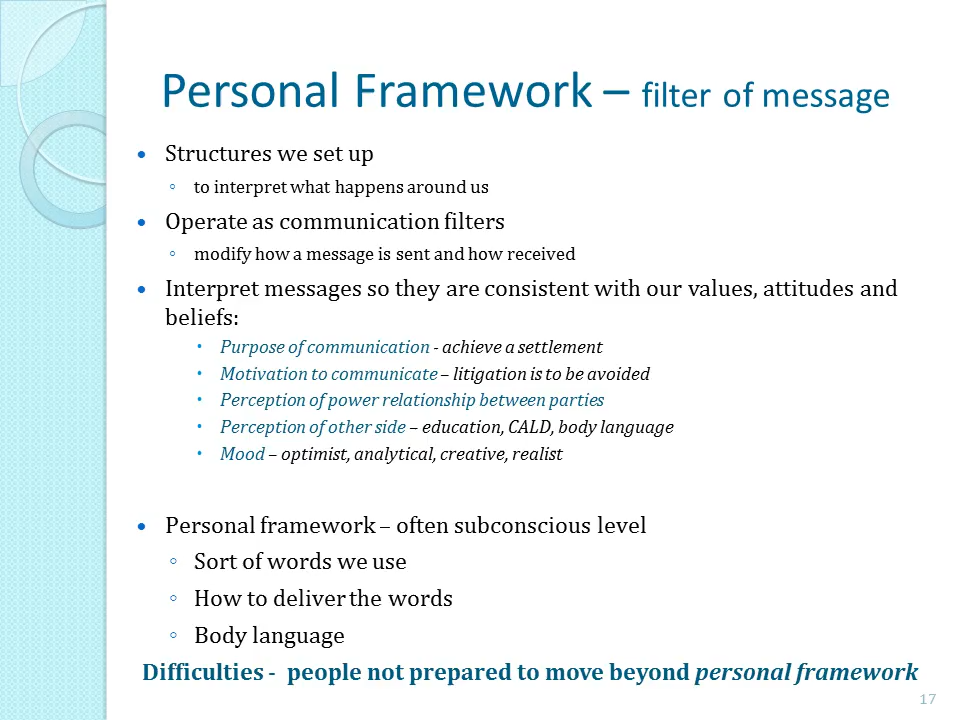 Personal Framework – filter of message
• Structures we set up
◦ to interpret what happens around us
• Operate as communication filters
◦ modify how a message is sent and how received
• Interpret messages so they are consistent with our values, attitudes and
beliefs:
• Purpose of communication - achieve a settlement
• Motivation to communicate – litigation is to be avoided
• Perception of power relationship between parties
• Perception of other side – education, CALD, body language
• Mood – optimist, analytical, creative, realist
• Personal framework – often subconscious level
◦ Sort of words we use
◦ How to deliver the words
◦ Body language
Difficulties - people not prepared to move beyond personal framework
17